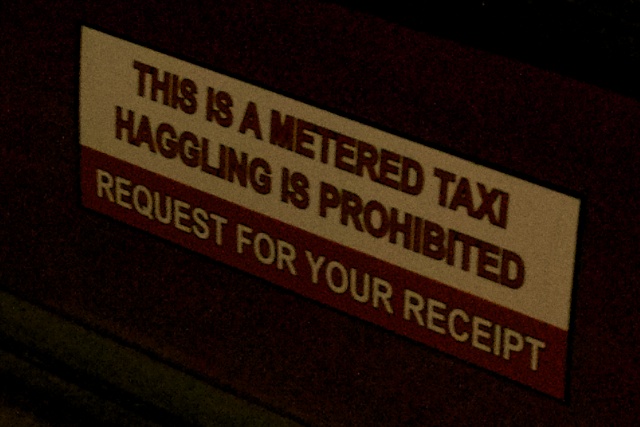 THIS IS A METERED TAXI
HAGGLING IS PROHIBITED
REQUEST FOR YOUR RECEIPT